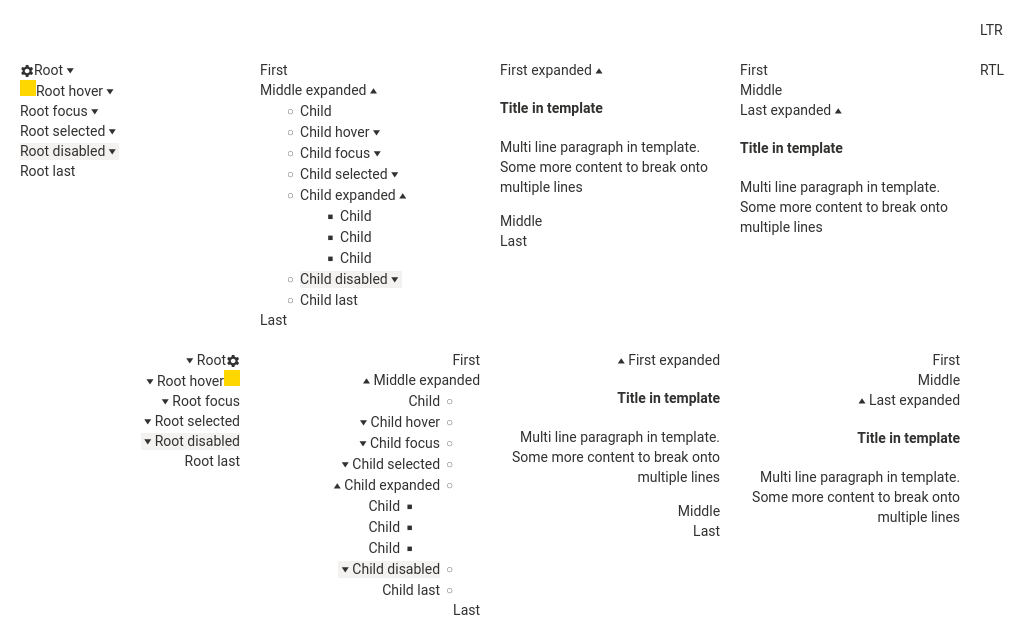 LTR
Root
Root hover
Root focus
Root selected
Root disabled
Root last
First
Middle expanded
Child
Child hover
Child focus
Child selected
Child expanded
Child
Child
Child
Child disabled
Child last
Last
First expanded
Title in template
Multi line paragraph in template.
Some more content to break onto
multiple lines
Middle
Last
First
Middle
Last expanded
Title in template
Multi line paragraph in template.
Some more content to break onto
multiple lines
RTL
Root
Root hover
Root focus
Root selected
Root disabled
Root last
First
Middle expanded
Child
Child hover
Child focus
Child selected
Child expanded
Child
Child
Child
Child disabled
Child last
Last
First expanded
Title in template
Multi line paragraph in template.
Some more content to break onto
multiple lines
Middle
Last
First
Middle
Last expanded
Title in template
Multi line paragraph in template.
Some more content to break onto
multiple lines